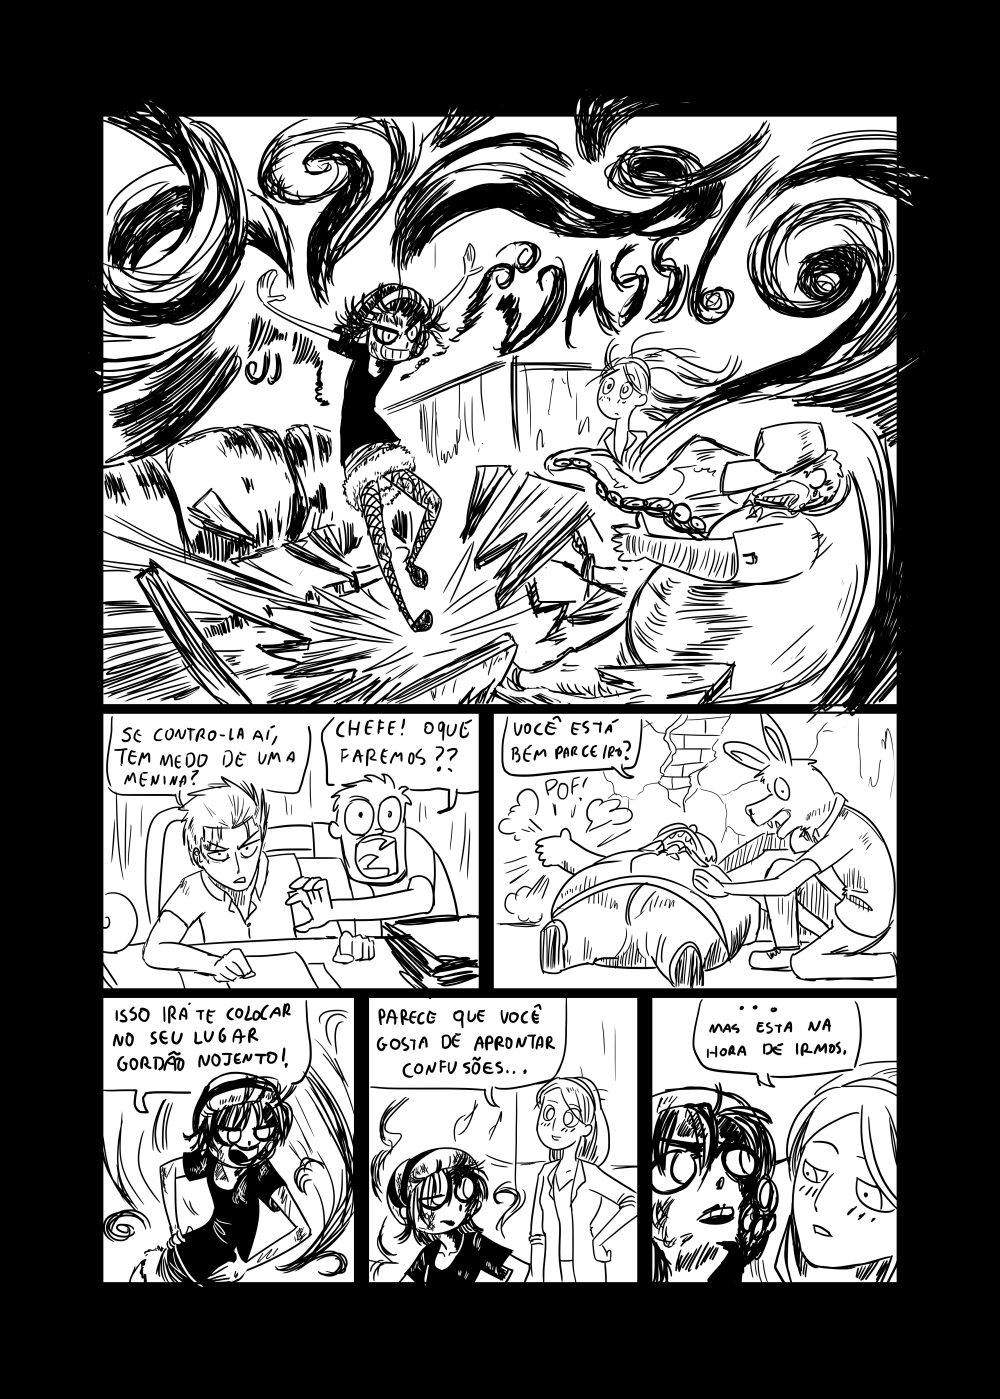 SE CONTRO-LA AÍ,
TEM MEDO DE UMA
MENINA?
CHEFE! OQUÊ
FAREMOS??
VOCÊ ESTÁ
BEM PARCEIRO?
POF!
ISSO IRÁ TE COLOCAR
NO SEU LUGAR
GORDÃO NOJENTO!
PARECE QUE VOCÊ
GOSTA DE APRONTAR
CONFUSÕES...
...
MAS ESTA NA
HORA DE IRMOS.